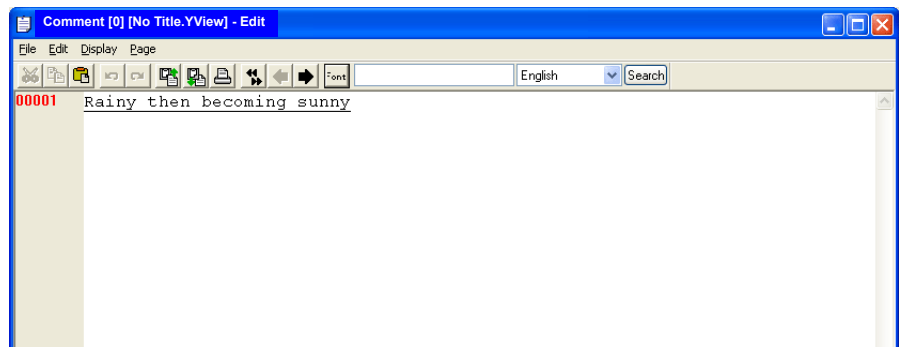 Comment [0] [No Title.YView] - Edit
File Edit Display Page
Font English Search
00001 Rainy then becoming sunny